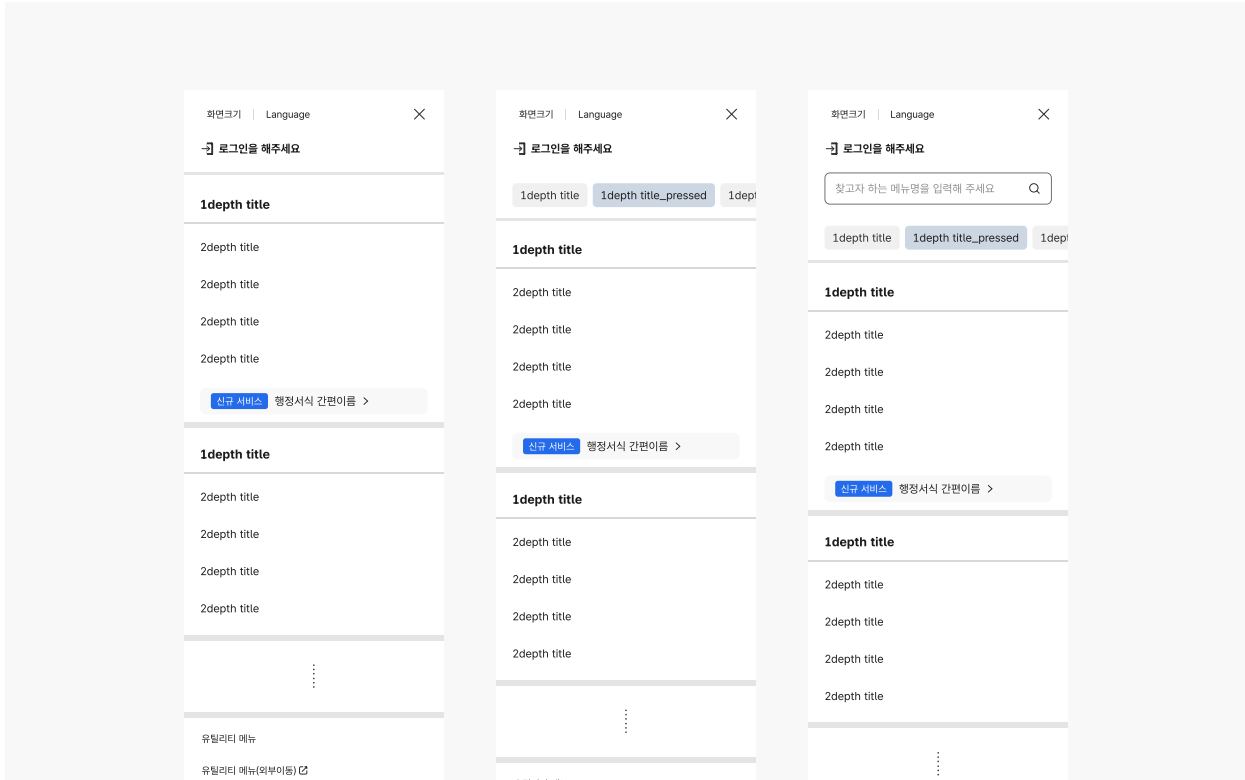 화면크기 Language
로그인을 해주세요
1depth title
2depth title
2depth title
2depth title
2depth title
신규 서비스 행정서식 간편이름
1depth title
2depth title
2depth title
2depth title
2depth title
유틸리티 메뉴
유틸리티 메뉴(외부이동)
화면크기 Language
로그인을 해주세요
1depth title 1depth title_pressed 1dept
1depth title
2depth title
2depth title
2depth title
2depth title
신규 서비스 행정서식 간편이름
1depth title
2depth title
2depth title
2depth title
2depth title
화면크기 Language
로그인을 해주세요
찾고자 하는 메뉴명을 입력해 주세요
1depth title 1depth title_pressed 1dept
1depth title
2depth title
2depth title
2depth title
2depth title
신규 서비스 행정서식 간편이름
1depth title
2depth title
2depth title
2depth title
2depth title